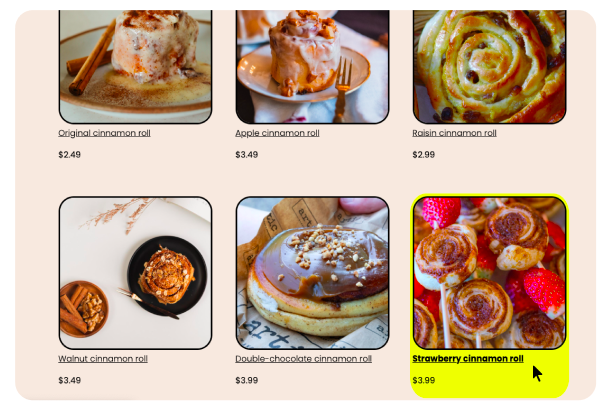 Original cinnamon roll
Apple cinnamon roll
Raisin cinnamon roll
$2.49
$3.49
$2.99
Walnut cinnamon roll
Double-chocolate cinnamon roll
Strawberry cinnamon roll
$3.49
$3.99
$3.99